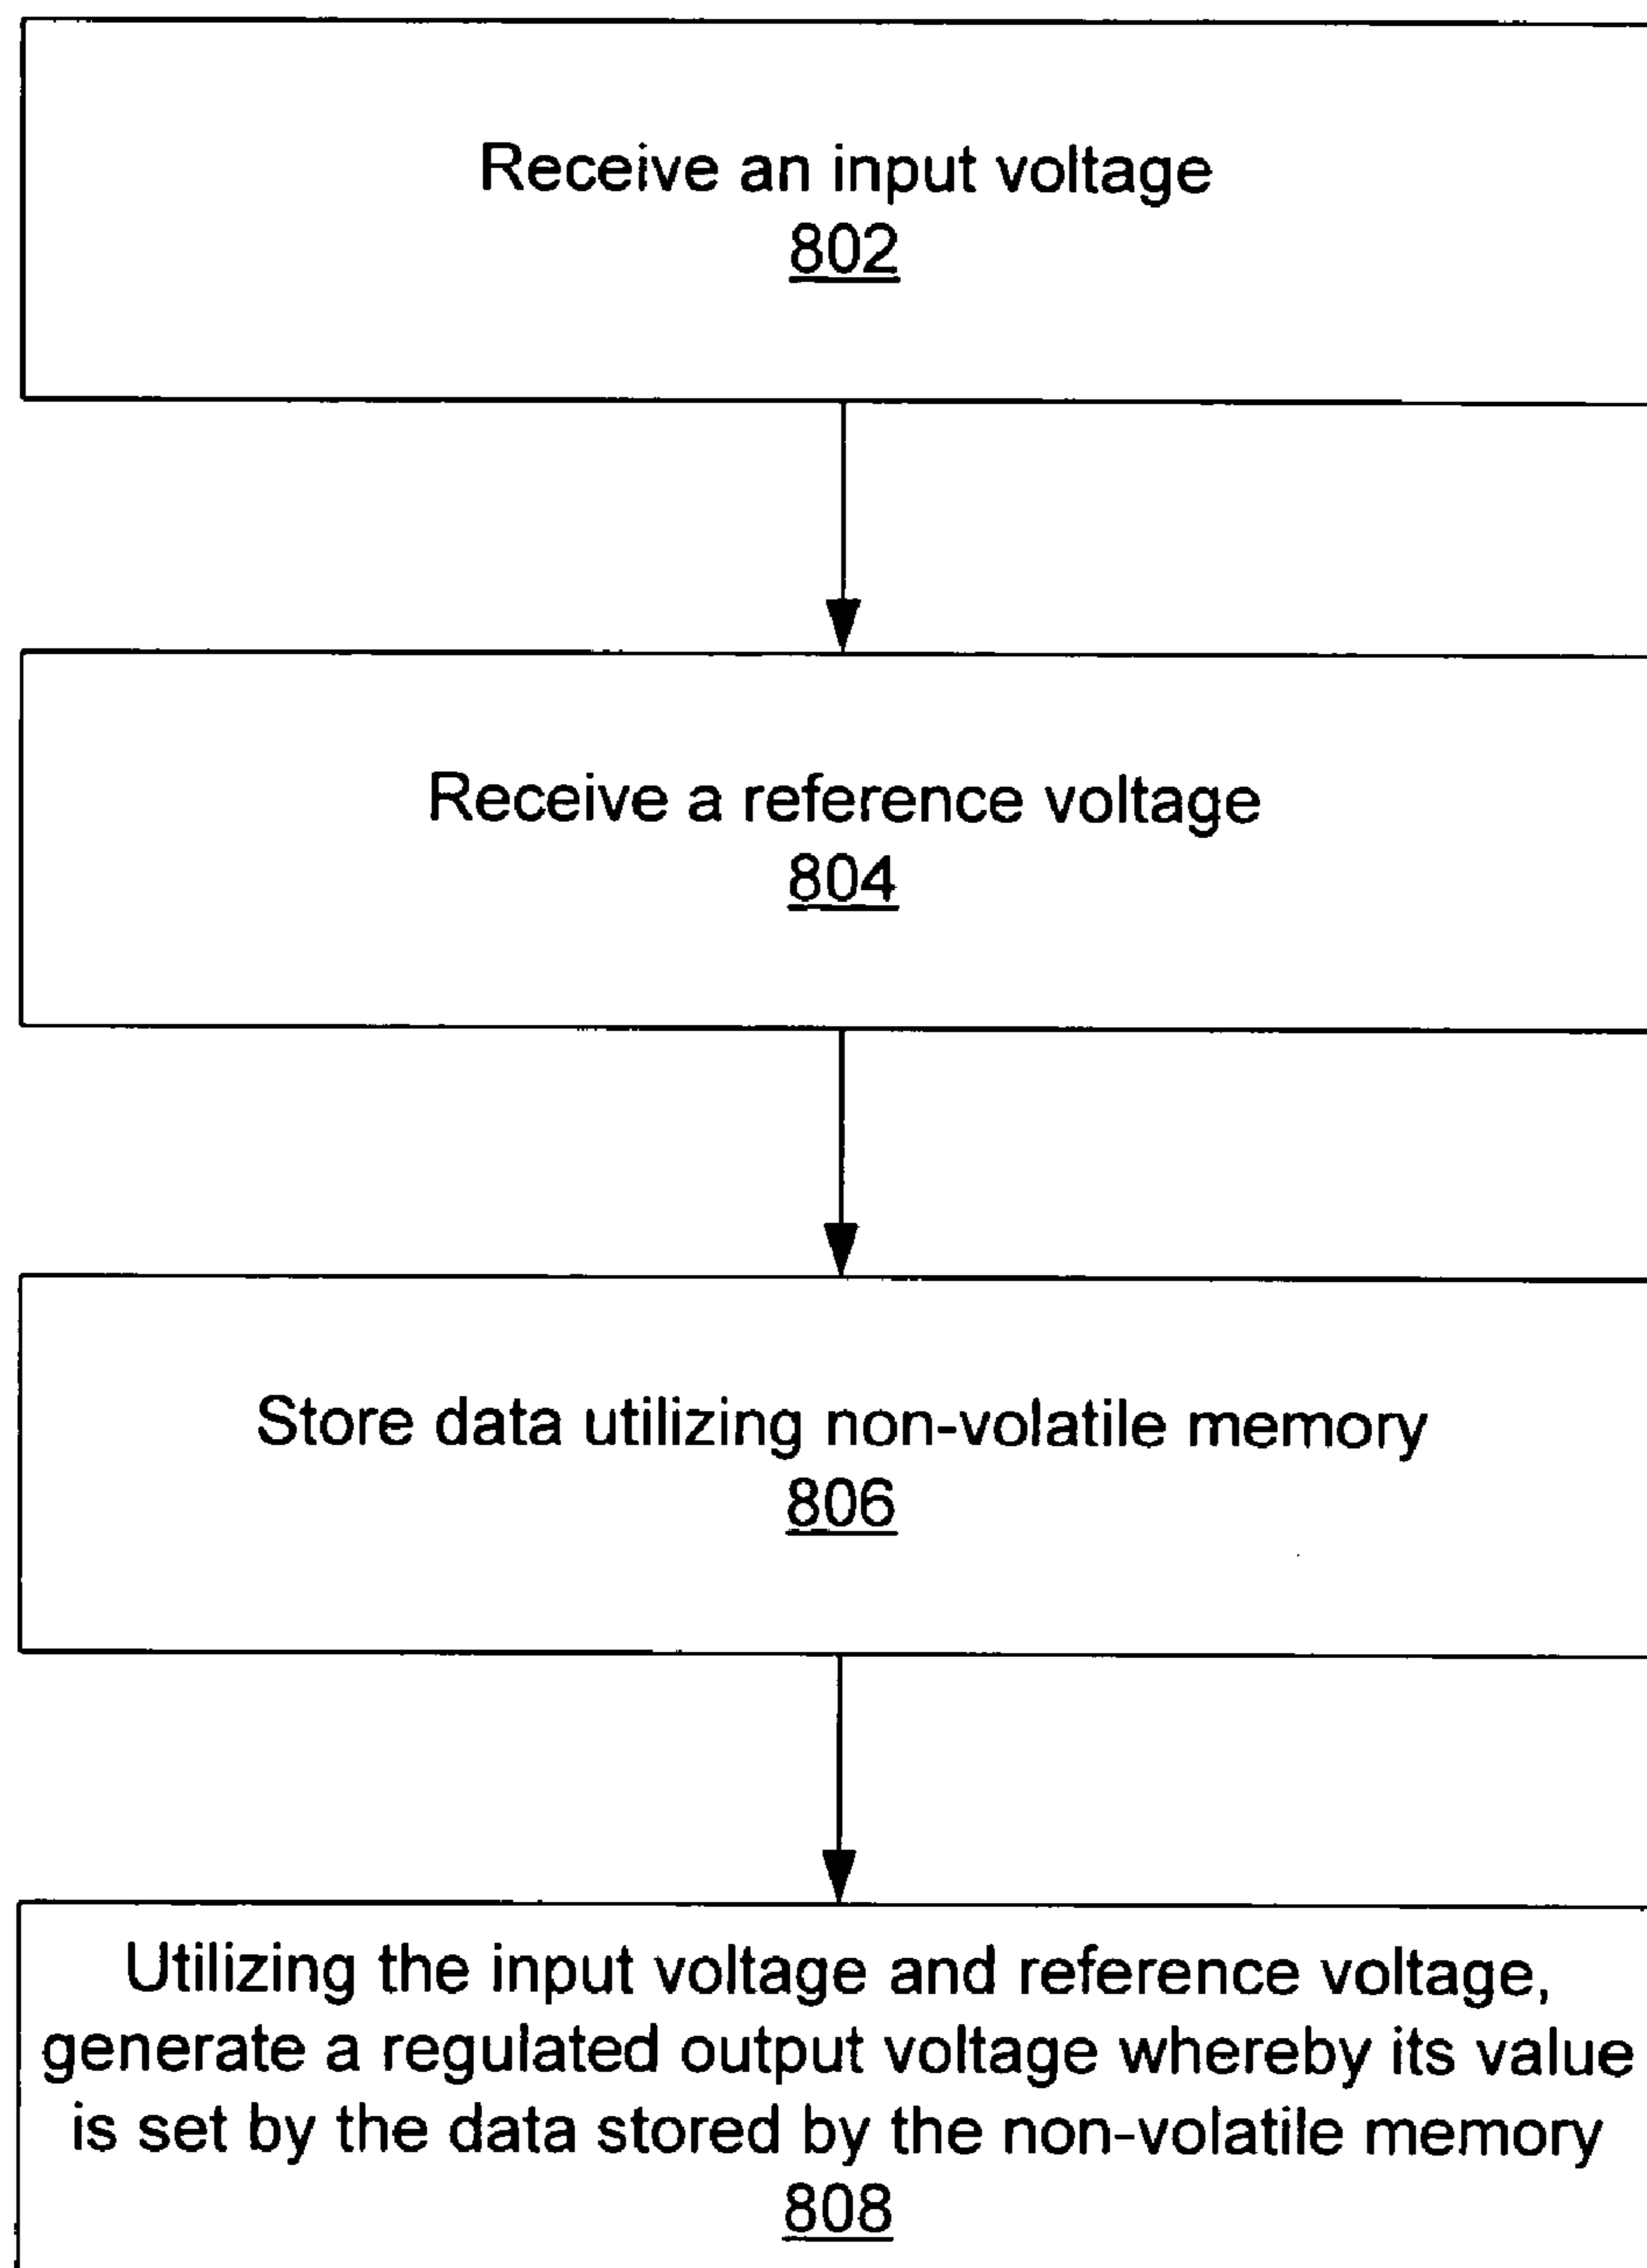 Receive an input voltage
802
Receive a reference voltage
804
Store data utilizing non-volatile memory
806
Utilizing the input voltage and reference voltage,
generate a regulated output voltage whereby its value
is set by the data stored by the non-volatile memory
808